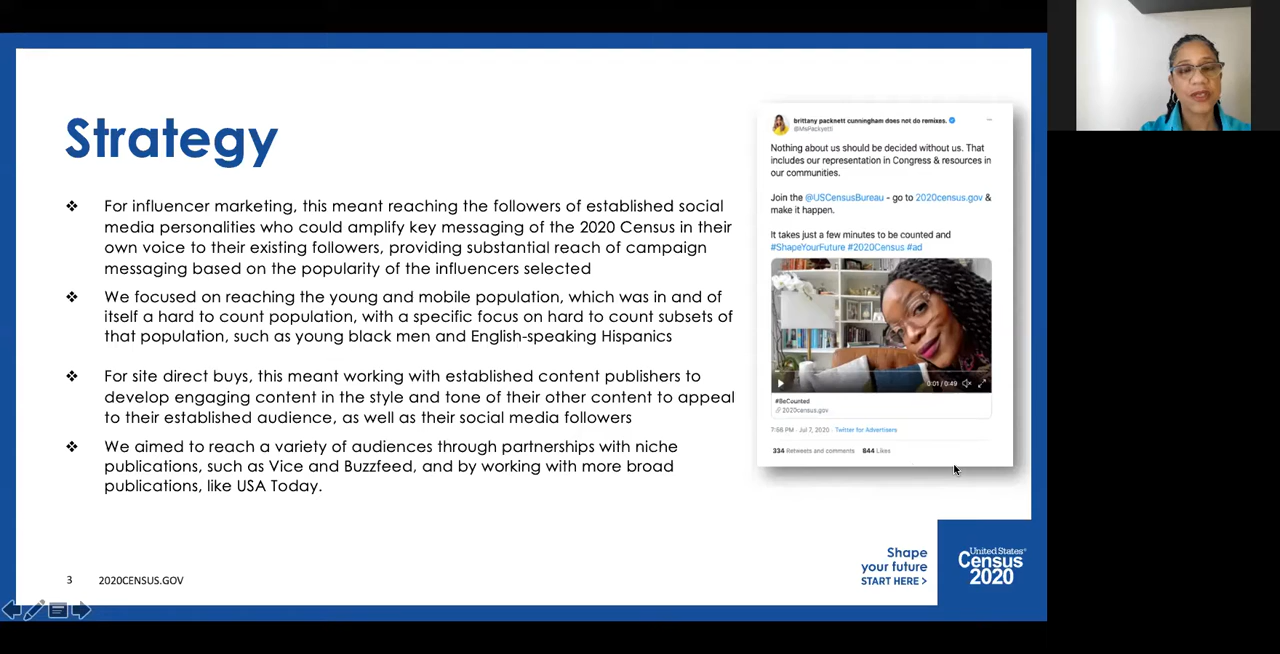 Strategy
❖ For influencer marketing, this meant reaching the followers of established social
media personalities who could amplify key messaging of the 2020 Census in their
own voice to their existing followers, providing substantial reach of campaign
messaging based on the popularity of the influencers selected
❖ We focused on reaching the young and mobile population, which was in and of
itself a hard to count population, with a specific focus on hard to count subsets of
that population, such as young black men and English-speaking Hispanics
❖ For site direct buys, this meant working with established content publishers to
develop engaging content in the style and tone of their other content to appeal
to their established audience, as well as their social media followers
❖ We aimed to reach a variety of audiences through partnerships with niche
publications, such as Vice and Buzzfeed, and by working with more broad
publications, like USA Today.
brittany packnett cunningham does not do remixes.
@MsPackyetti
Nothing about us should be decided without us. That
includes our representation in Congress & resources in
our communities.
Join the @USCensusBureau - go to 2020census.gov &
make it happen.
It takes just a few minutes to be counted and
#ShapeYourFuture #2020Census #ad
0:01 / 0:49
#BeCounted
2020census.gov
7:56 PM · Jul 7, 2020 · Twitter for Advertisers
334 Retweets and comments 844 Likes
Shape
your future
START HERE >
United States®
Census
2020
3 2020CENSUS.GOV